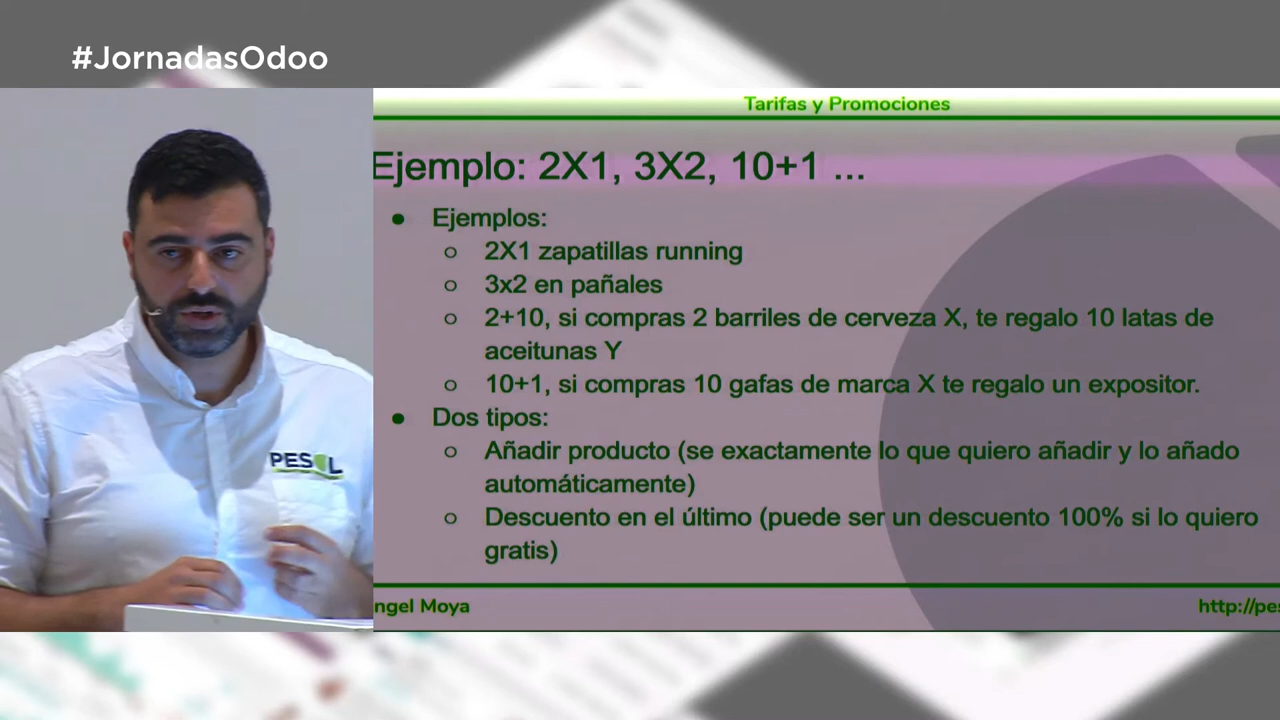 #JornadasOdoo
Tarifas y Promociones
Ejemplo: 2X1, 3X2, 10+1 ...
● Ejemplos:
○ 2X1 zapatillas running
○ 3x2 en pañales
○ 2+10, si compras 2 barriles de cerveza X, te regalo 10 latas de
aceitunas Y
○ 10+1, si compras 10 gafas de marca X te regalo un expositor.
● Dos tipos:
○ Añadir producto (se exactamente lo que quiero añadir y lo añado
automáticamente)
○ Descuento en el último (puede ser un descuento 100% si lo quiero
gratis)
PESOL
ngel Moya
http://pes